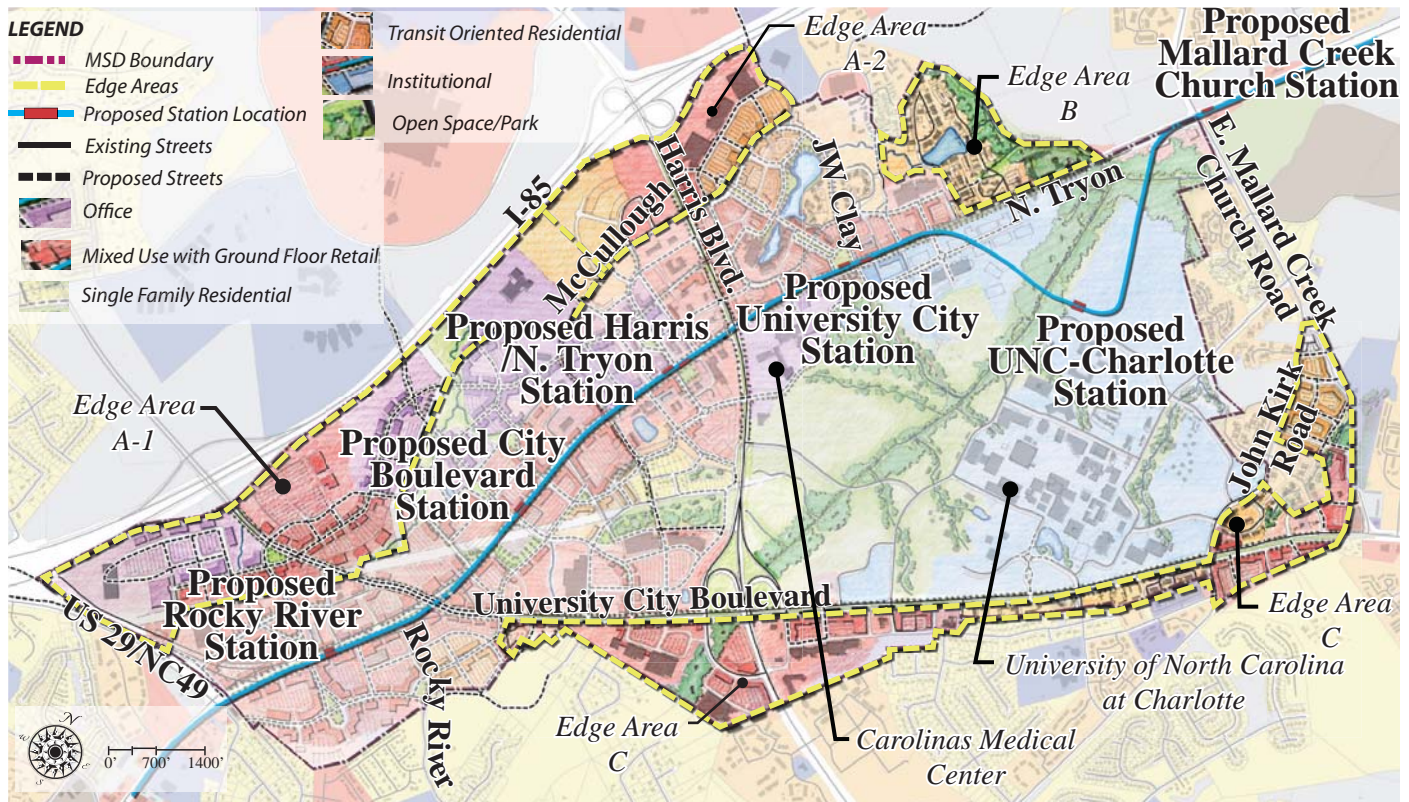 LEGEND
MSD Boundary
Edge Areas
Proposed Station Location
Existing Streets
Proposed Streets
Office
Mixed Use with Ground Floor Retail
Single Family Residential
Transit Oriented Residential
Institutional
Open Space/Park
Edge Area
A-2
Edge Area
B
Proposed
Mallard Creek
Church Station
E. Mallard Creek
Church Road
I-85
McCullough
Harris Blvd.
JW Clay
N. Tryon
Proposed Harris
/N. Tryon
Station
Proposed
University City
Station
Proposed
UNC-Charlotte
Station
John Kirk
Road
Edge Area
A-1
Proposed City
Boulevard
Station
Proposed
Rocky River
Station
University City Boulevard
US 29/NC49
Rocky River
Edge Area
C
Edge Area
C
University of North Carolina
at Charlotte
Carolinas Medical
Center
N
W
E
S
0' 700' 1400'